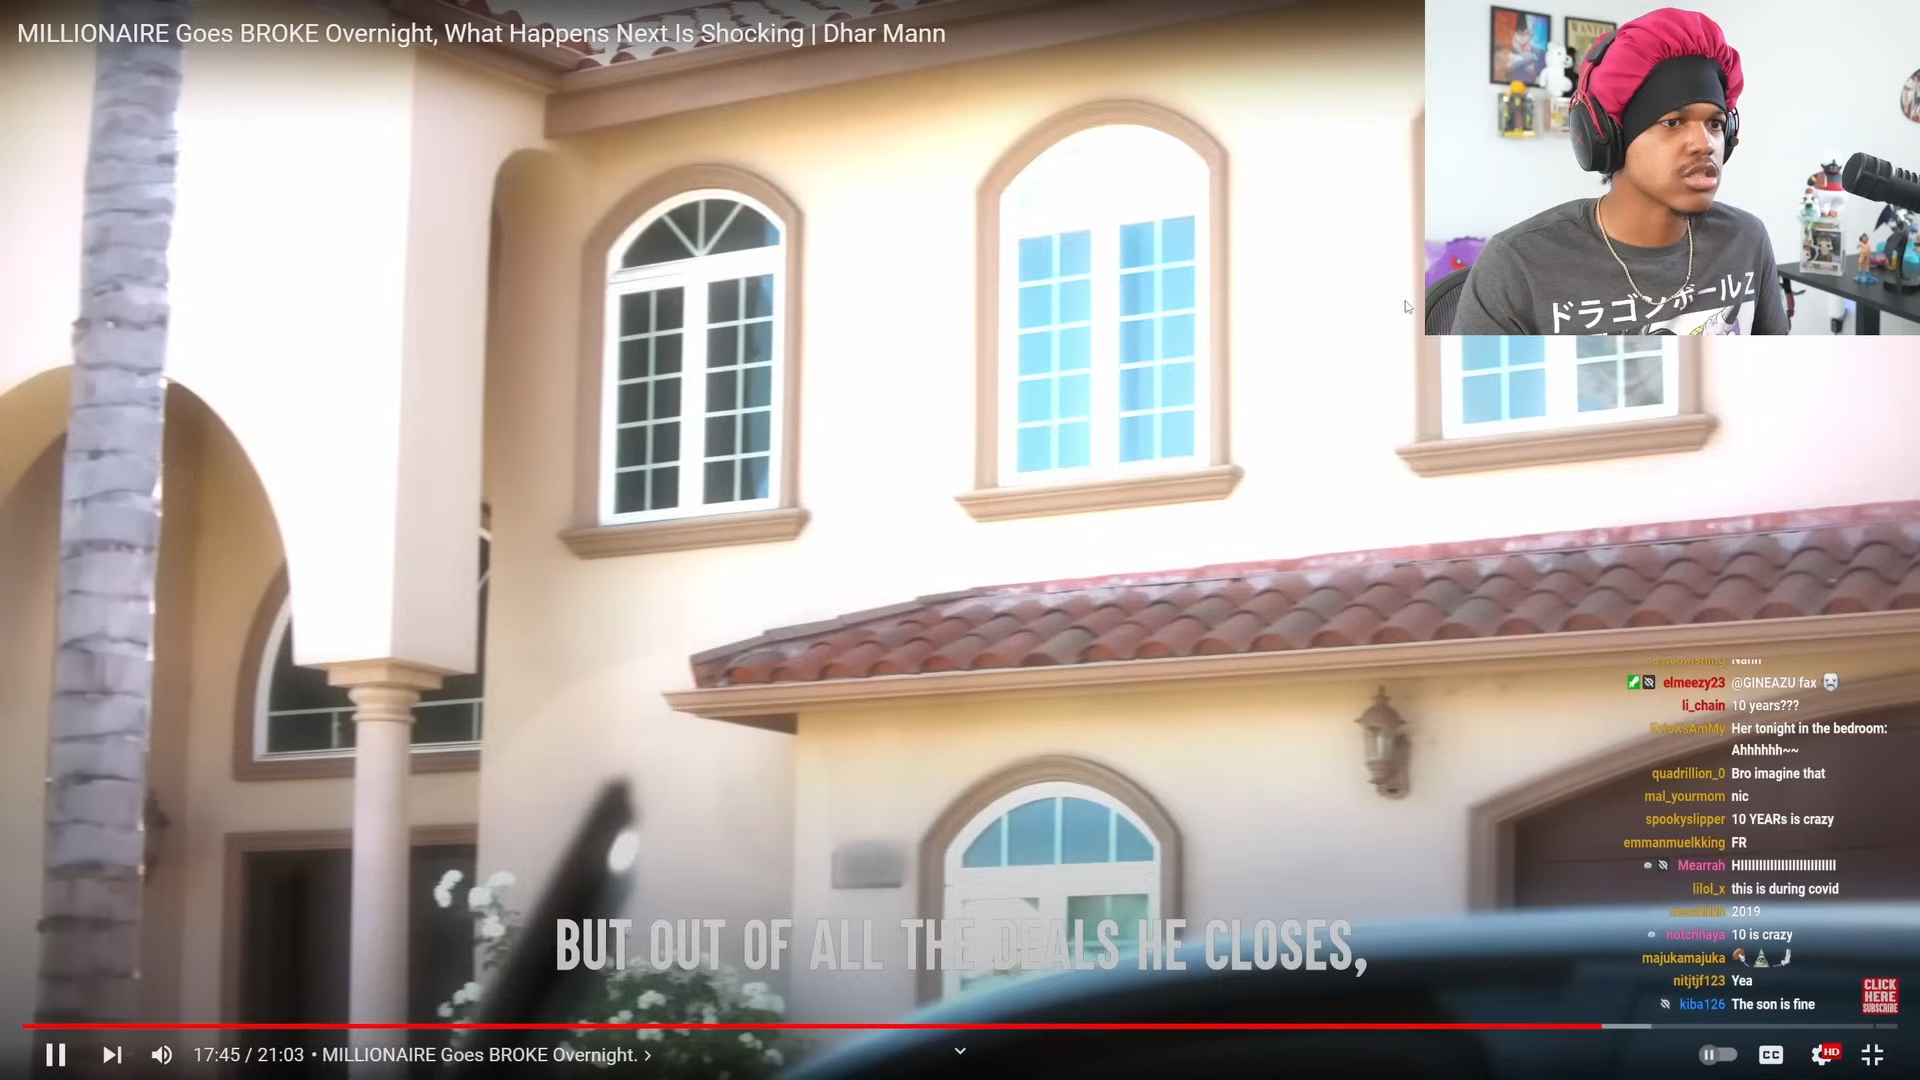 MILLIONAIRE Goes BROKE Overnight, What Happens Next Is Shocking | Dhar Mann
WANTED
ドラゴンボールZ
elmeezy23 @GINEAZU fax
li_chain 10 years???
Her tonight in the bedroom:
Ahhhhhh~~
quadrillion_0 Bro imagine that
mal_yourmom nic
spookyslipper 10 YEARs is crazy
emmanmuelkking FR
Mearrah HIIIIIIIIIIIIIIIIIIIIIIIIII
lilol_x this is during covid
2019
notchhaya 10 is crazy
majukamajuka
nitjtjf123 Yea
kiba126 The son is fine
BUT OUT OF ALL THE DEALS HE CLOSES,
CLICK
HERE
SUBSCRIBE
17:45 / 21:03 • MILLIONAIRE Goes BROKE Overnight. ›
CC
HD